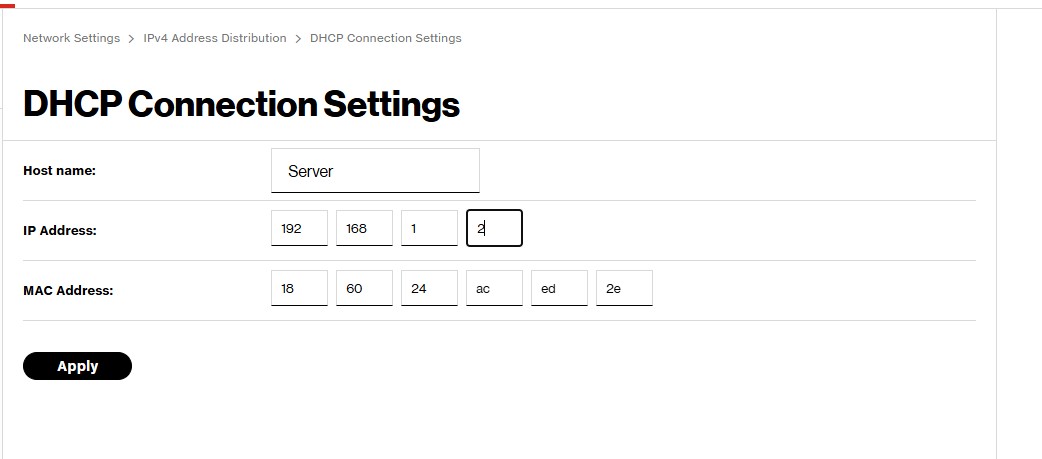 Network Settings > IPv4 Address Distribution > DHCP Connection Settings
DHCP Connection Settings
Host name: Server
IP Address: 192 168 1 2
MAC Address: 18 60 24 ac ed 2e
Apply